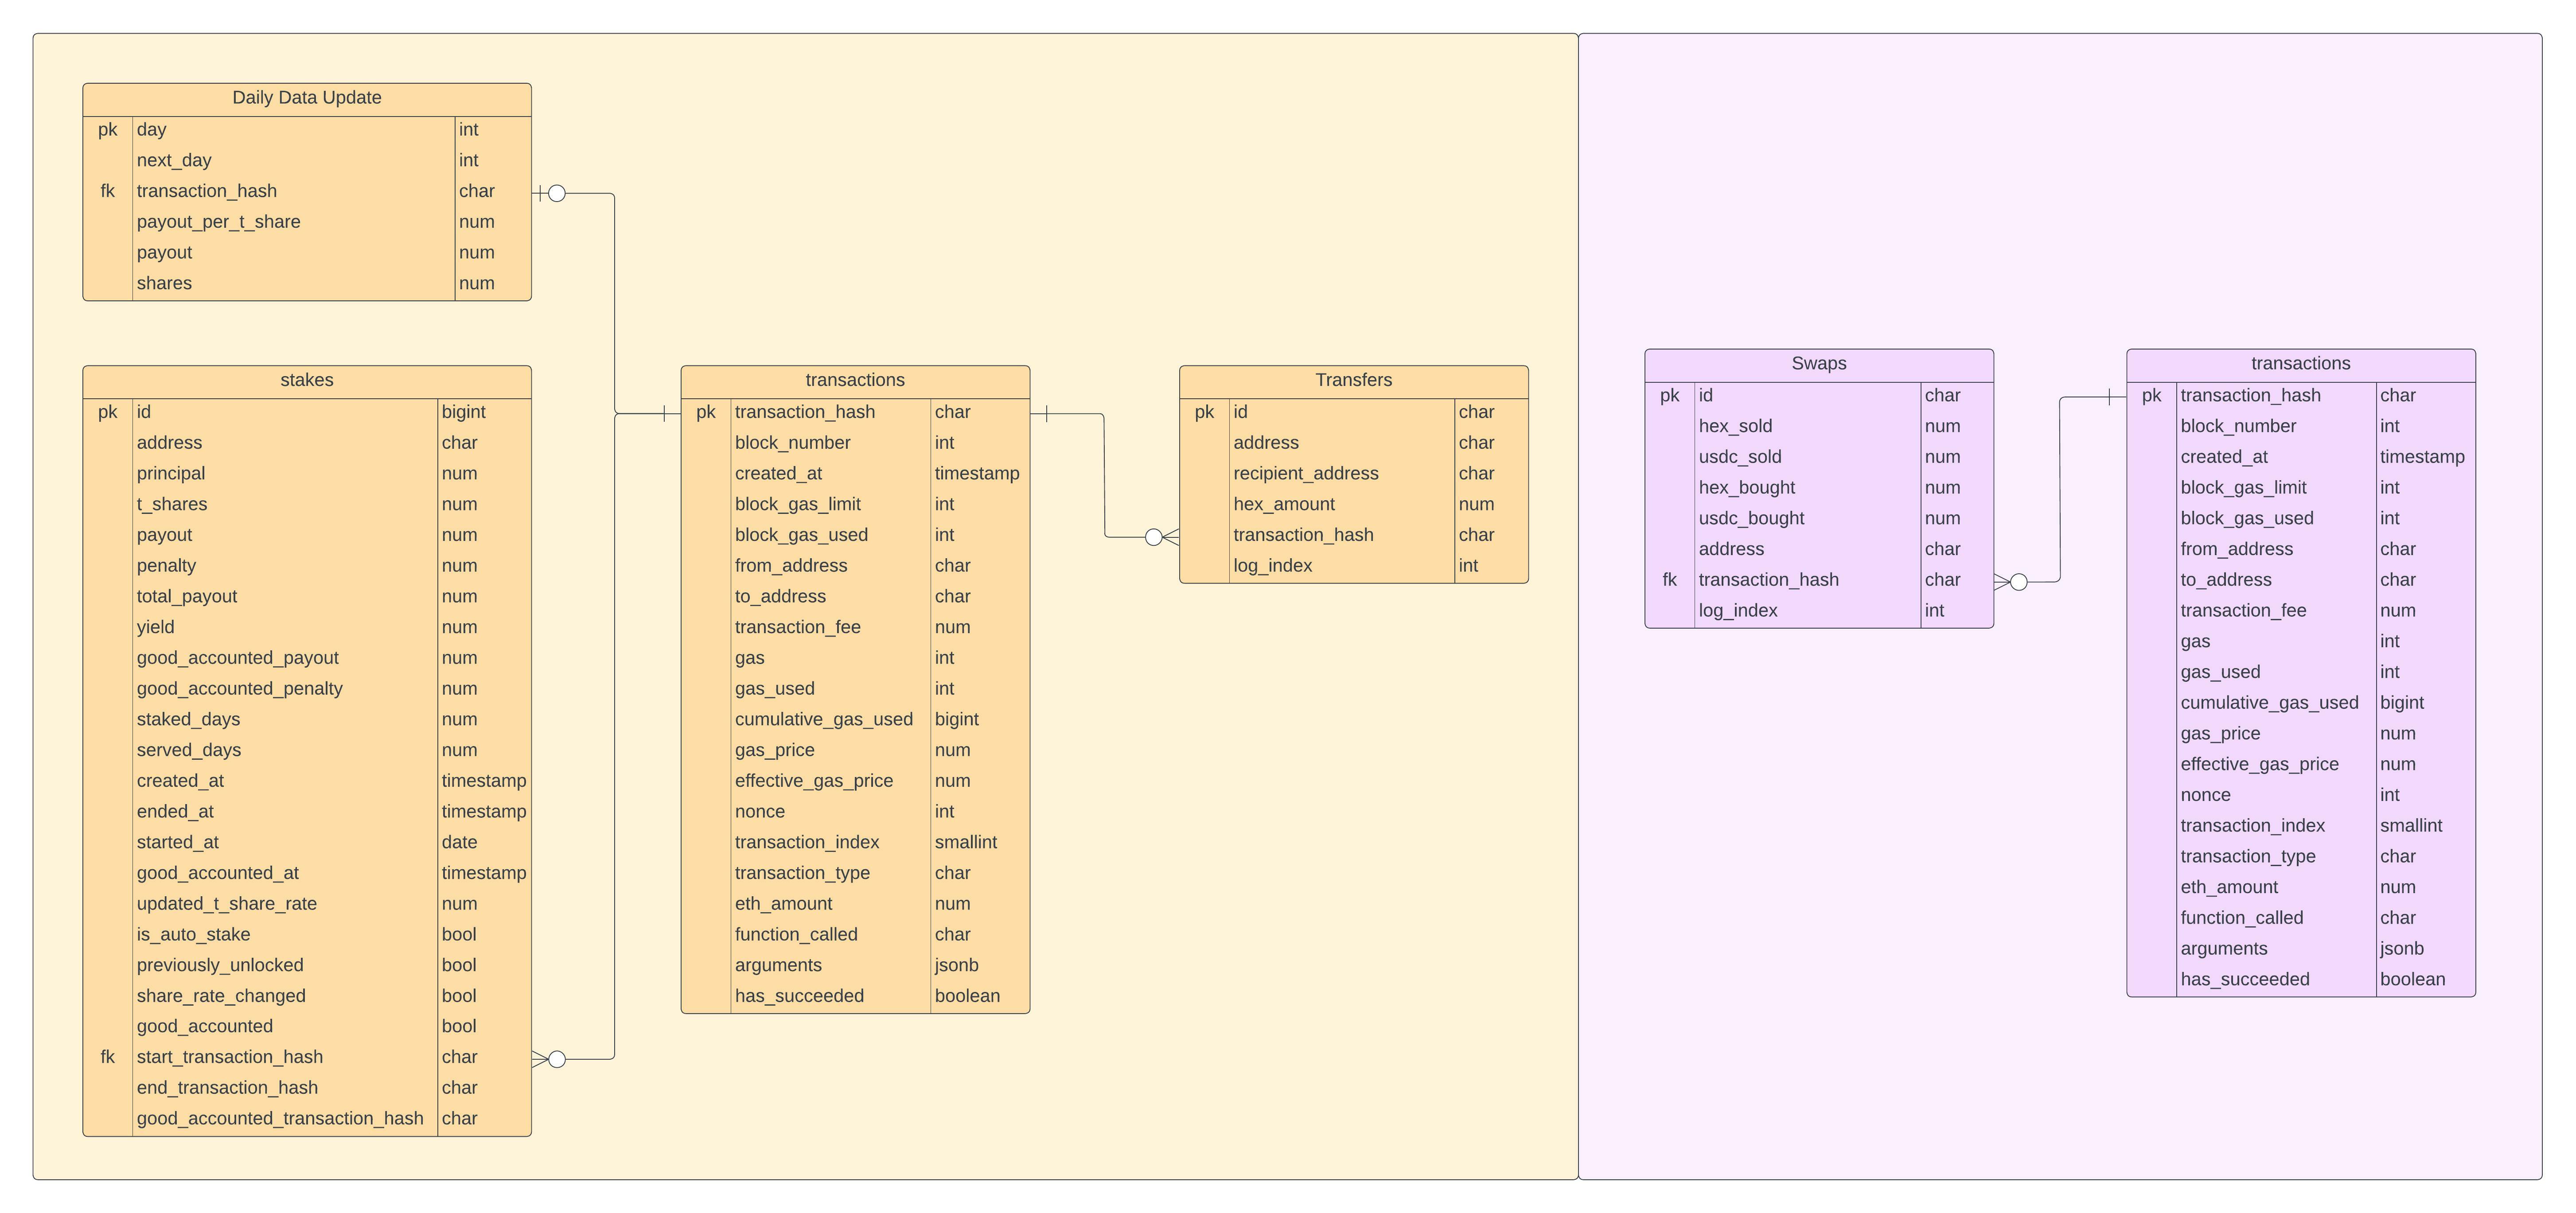 Daily Data Update
pk day int
next_day int
fk transaction_hash char
payout_per_t_share num
payout num
shares num
stakes
pk id bigint
address char
principal num
t_shares num
payout num
penalty num
total_payout num
yield num
good_accounted_payout num
good_accounted_penalty num
staked_days num
served_days num
created_at timestamp
ended_at timestamp
started_at date
good_accounted_at timestamp
updated_t_share_rate num
is_auto_stake bool
previously_unlocked bool
share_rate_changed bool
good_accounted bool
fk start_transaction_hash char
end_transaction_hash char
good_accounted_transaction_hash char
transactions
pk transaction_hash char
block_number int
created_at timestamp
block_gas_limit int
block_gas_used int
from_address char
to_address char
transaction_fee num
gas int
gas_used int
cumulative_gas_used bigint
gas_price num
effective_gas_price num
nonce int
transaction_index smallint
transaction_type char
eth_amount num
function_called char
arguments jsonb
has_succeeded boolean
Transfers
pk id char
address char
recipient_address char
hex_amount num
transaction_hash char
log_index int
Swaps
pk id char
hex_sold num
usdc_sold num
hex_bought num
usdc_bought num
address char
fk transaction_hash char
log_index int
transactions
pk transaction_hash char
block_number int
created_at timestamp
block_gas_limit int
block_gas_used int
from_address char
to_address char
transaction_fee num
gas int
gas_used int
cumulative_gas_used bigint
gas_price num
effective_gas_price num
nonce int
transaction_index smallint
transaction_type char
eth_amount num
function_called char
arguments jsonb
has_succeeded boolean